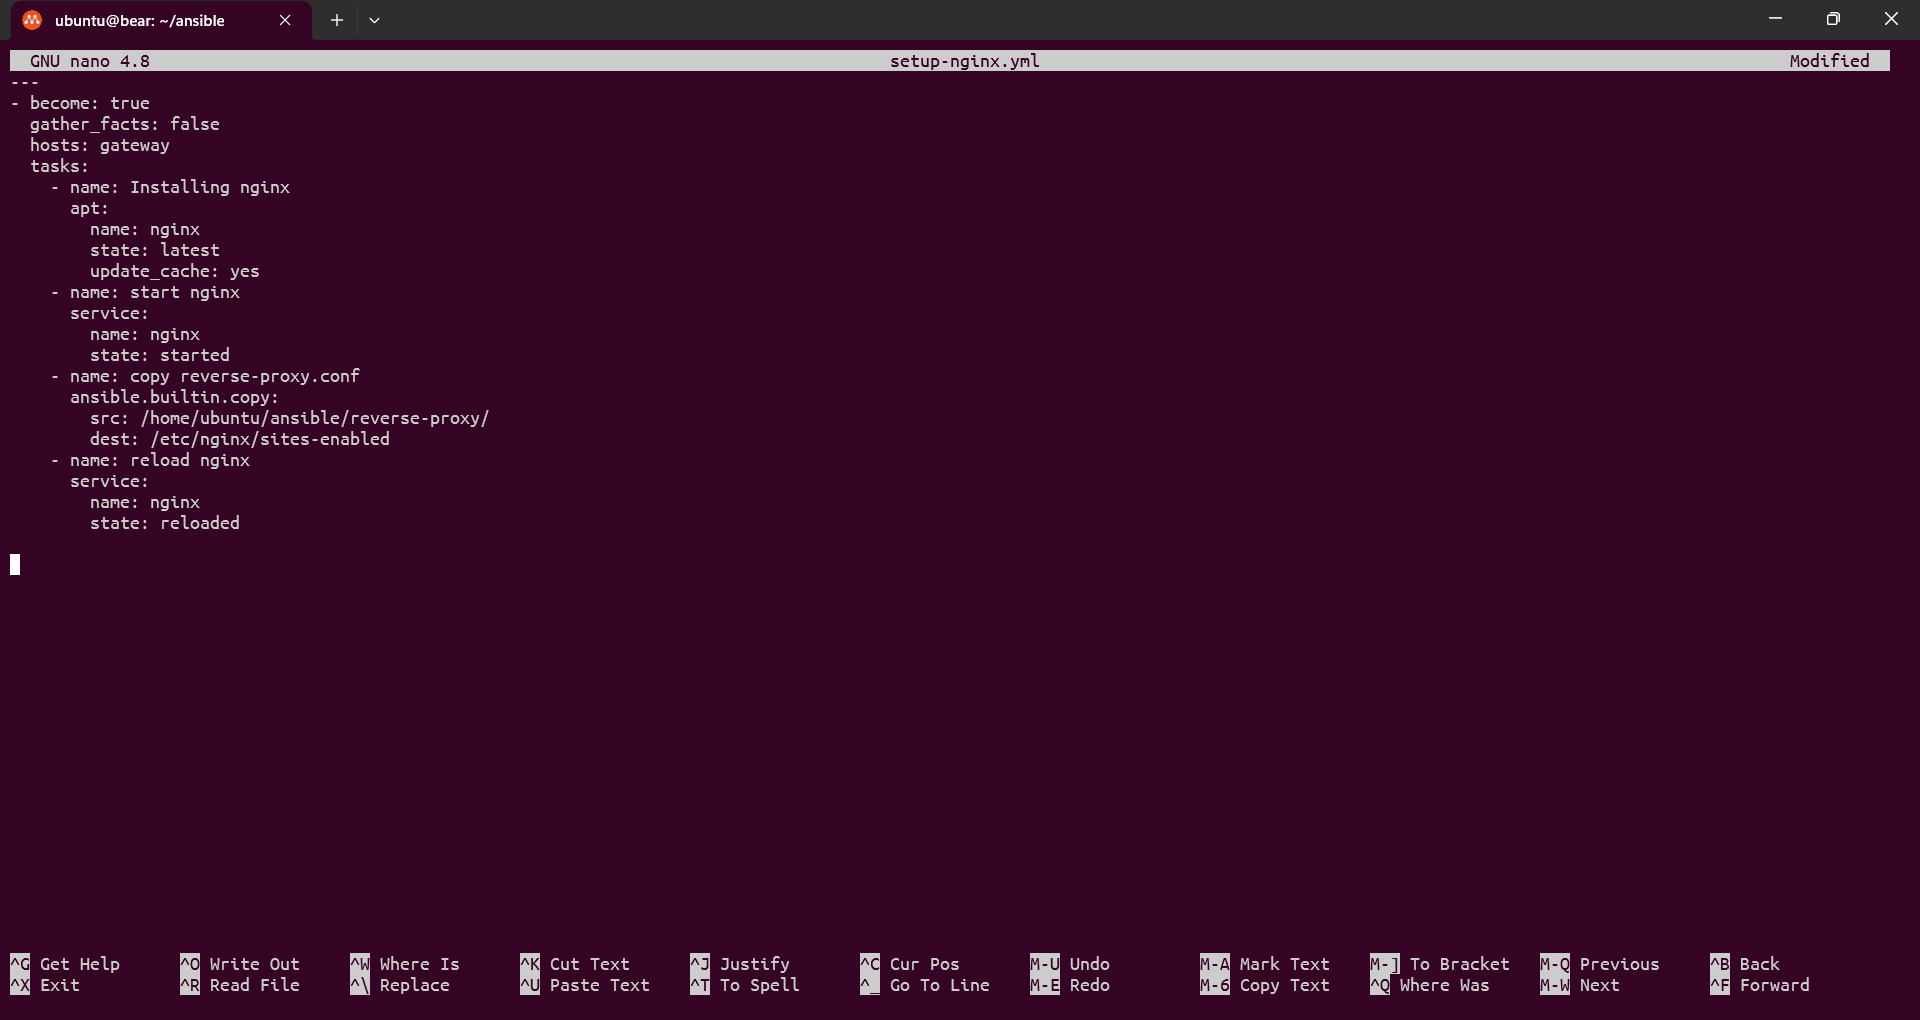 ubuntu@bear: ~/ansible
GNU nano 4.8 setup-nginx.yml Modified
---
- become: true
  gather_facts: false
  hosts: gateway
  tasks:
    - name: Installing nginx
      apt:
        name: nginx
        state: latest
        update_cache: yes
    - name: start nginx
      service:
        name: nginx
        state: started
    - name: copy reverse-proxy.conf
      ansible.builtin.copy:
        src: /home/ubuntu/ansible/reverse-proxy/
        dest: /etc/nginx/sites-enabled
    - name: reload nginx
      service:
        name: nginx
        state: reloaded
^G Get Help ^O Write Out ^W Where Is ^K Cut Text ^J Justify ^C Cur Pos M-U Undo M-A Mark Text M-] To Bracket M-Q Previous ^B Back
^X Exit ^R Read File ^\ Replace ^U Paste Text ^T To Spell ^_ Go To Line M-E Redo M-6 Copy Text ^Q Where Was M-W Next ^F Forward